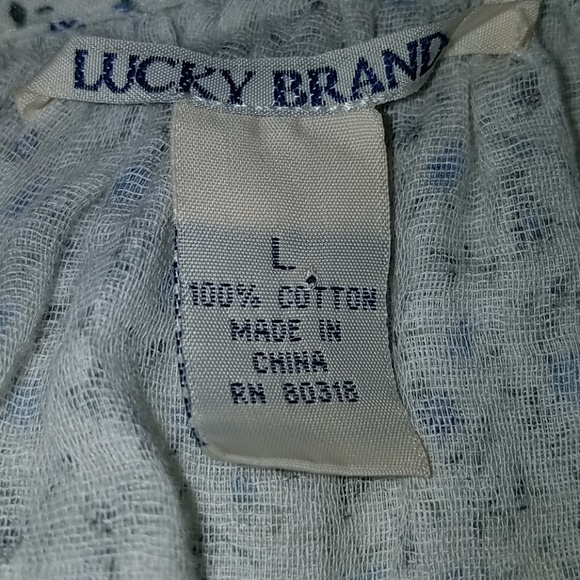 LUCKY BRAND
L
100% COTTON
MADE IN
CHINA
RN 80318